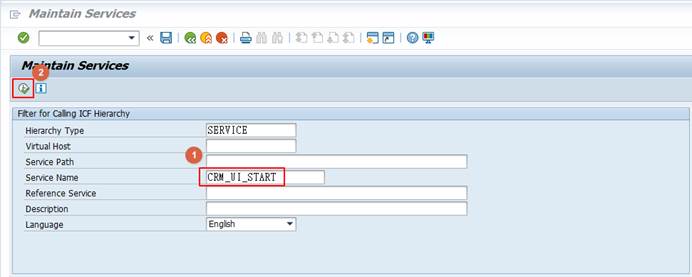 Maintain Services
Maintain Services
2
Filter for Calling ICF Hierarchy
Hierarchy Type SERVICE
Virtual Host
1
Service Path
Service Name CRM_UI_START
Reference Service
Description
Language English